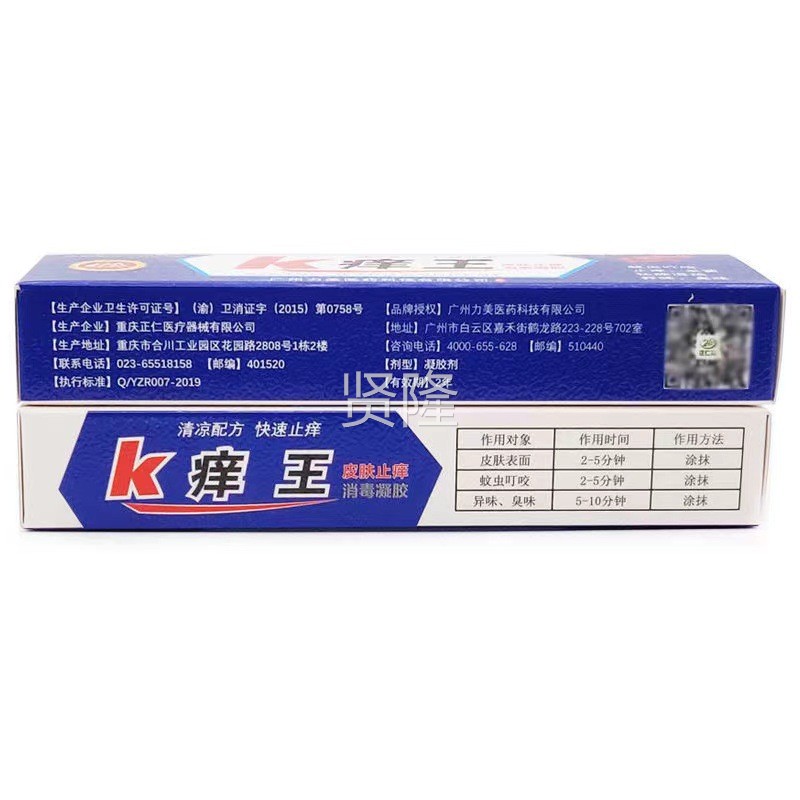 k 痒 王
【生产企业卫生许可证号】（渝）卫消证字（2015）第0758号
【生产企业】重庆正仁医疗器械有限公司
【生产地址】重庆市合川工业园区花园路2808号1栋2楼
【联系电话】023-65518158 【邮编】401520
【执行标准】Q/YZR007-2019
【品牌授权】广州力美医药科技有限公司
【地址】广州市白云区嘉禾街鹤龙路223-228号702室
【咨询电话】4000-655-628 【邮编】510440
【剂型】凝胶剂
【有效期】2年
贤隆
清凉配方 快速止痒
k 痒 王
皮肤止痒
消毒凝胶
作用对象 作用时间 作用方法
皮肤表面 2-5分钟 涂抹
蚊虫叮咬 2-5分钟 涂抹
异味、臭味 5-10分钟 涂抹